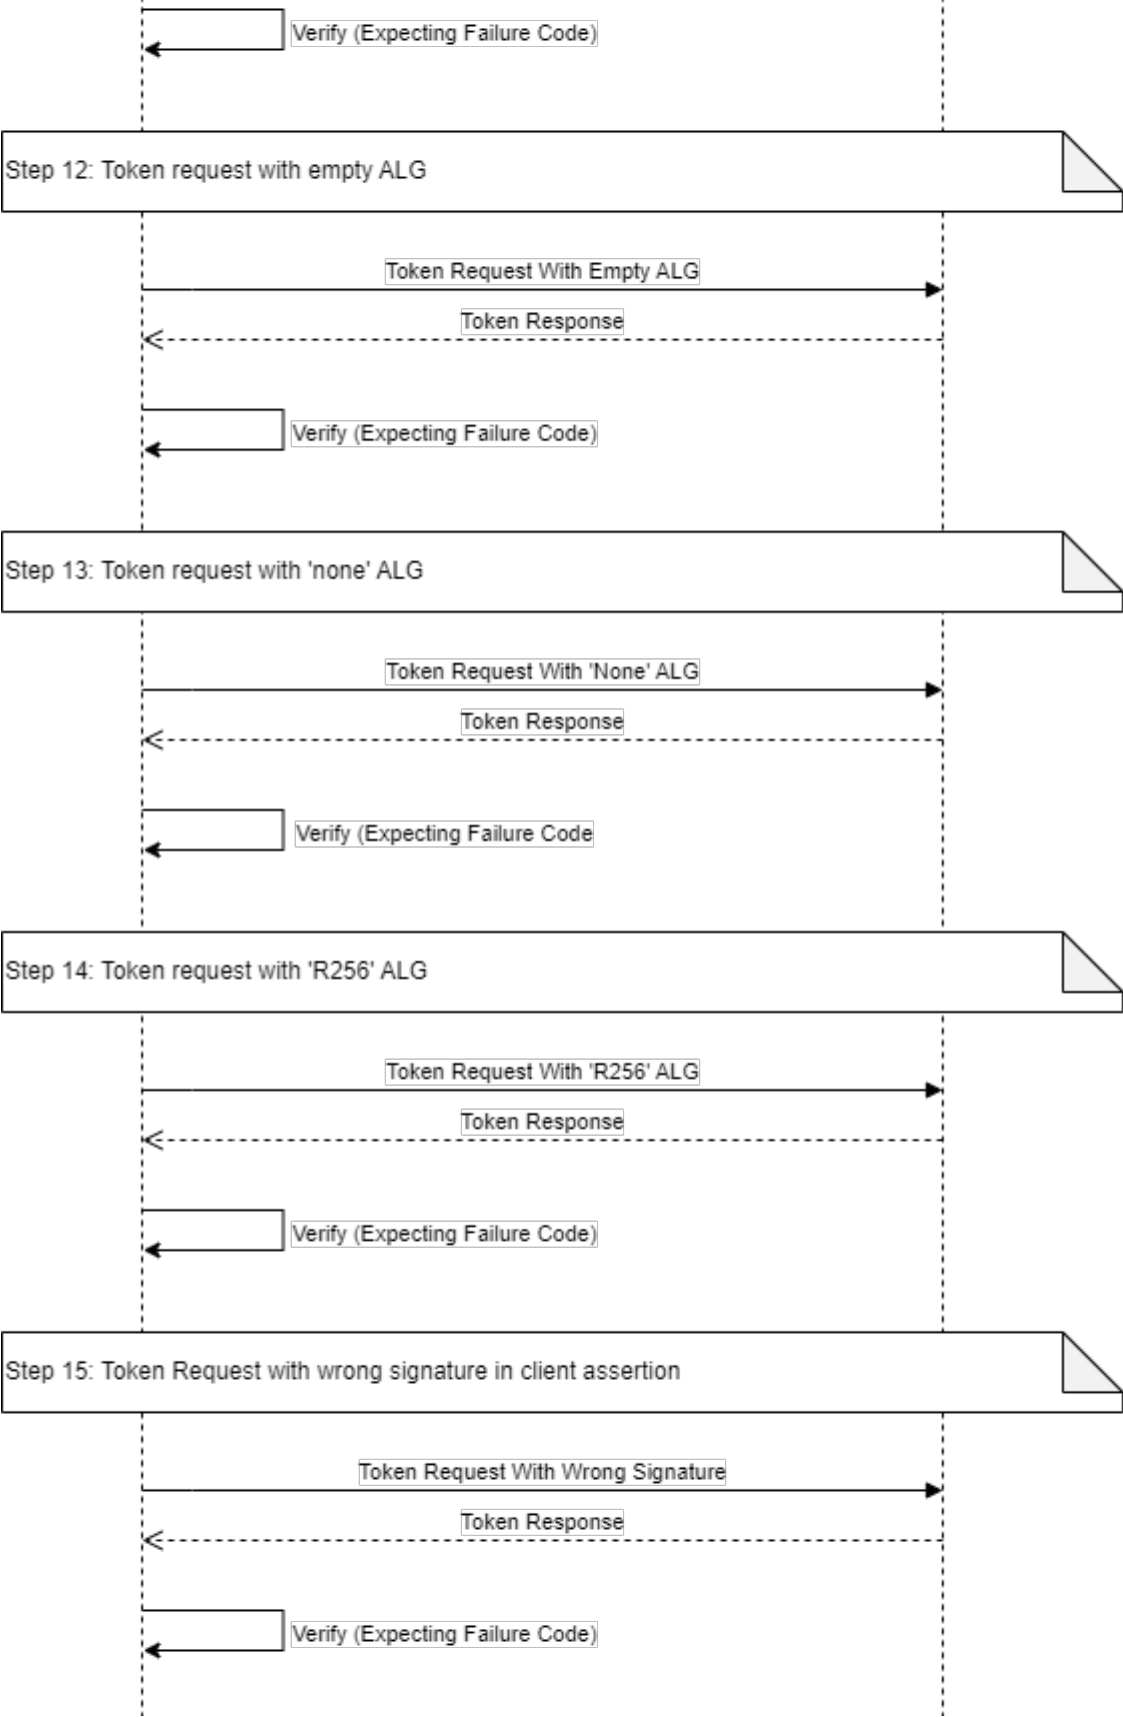 Verify (Expecting Failure Code)
Step 12: Token request with empty ALG
Token Request With Empty ALG
Token Response
Verify (Expecting Failure Code)
Step 13: Token request with 'none' ALG
Token Request With 'None' ALG
Token Response
Verify (Expecting Failure Code
Step 14: Token request with 'R256' ALG
Token Request With 'R256' ALG
Token Response
Verify (Expecting Failure Code)
Step 15: Token Request with wrong signature in client assertion
Token Request With Wrong Signature
Token Response
Verify (Expecting Failure Code)